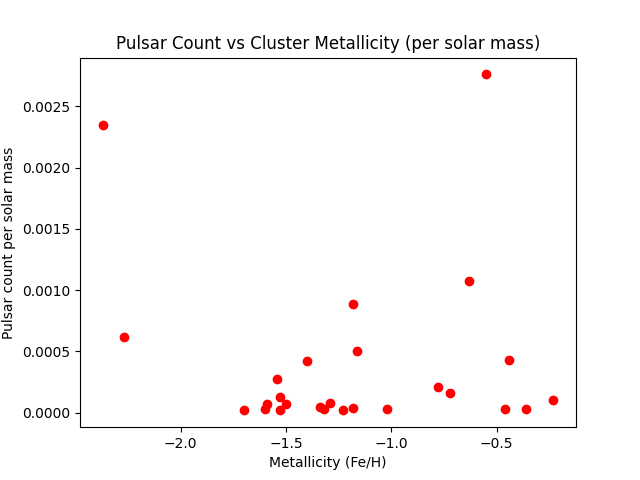 Pulsar Count vs Cluster Metallicity (per solar mass)
Pulsar count per solar mass
0.0025
0.0020
0.0015
0.0010
0.0005
0.0000
−2.0 −1.5 −1.0 −0.5
Metallicity (Fe/H)